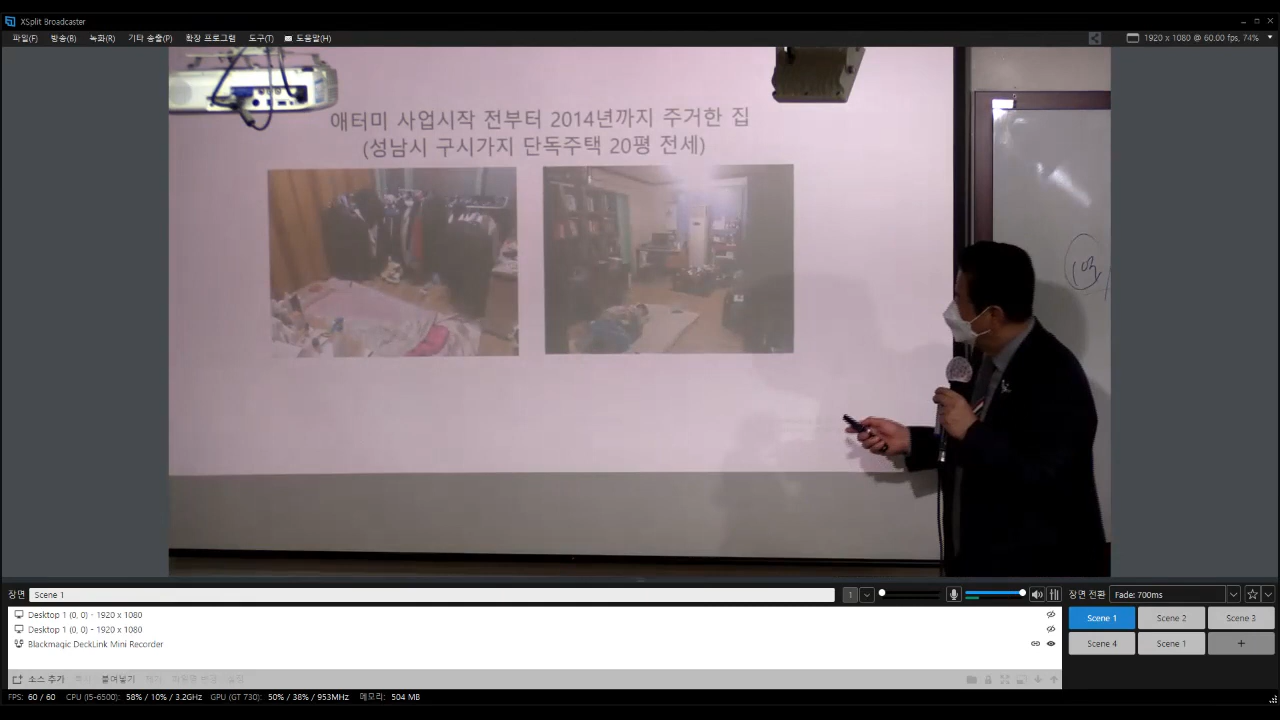 XSplit Broadcaster
파일(F) 방송(B) 녹화(R) 기타 송출(P) 확장 프로그램 도구(T) 도움말(H)
1920 x 1080 @ 60.00 fps, 74%
애터미 사업시작 전부터 2014년까지 주거한 집
(성남시 구시가지 단독주택 20평 전세)
장면 Scene 1
1
장면 전환 Fade: 700ms
Desktop 1 (0, 0) - 1920 x 1080
Desktop 1 (0, 0) - 1920 x 1080
Blackmagic DeckLink Mini Recorder
Scene 1 Scene 2 Scene 3
Scene 4 Scene 1 +
소스 추가 붙여넣기
FPS: 60 / 60 CPU (I5-6500): 58% / 10% / 3.2GHz GPU (GT 730): 50% / 38% / 953MHz 메모리: 504 MB